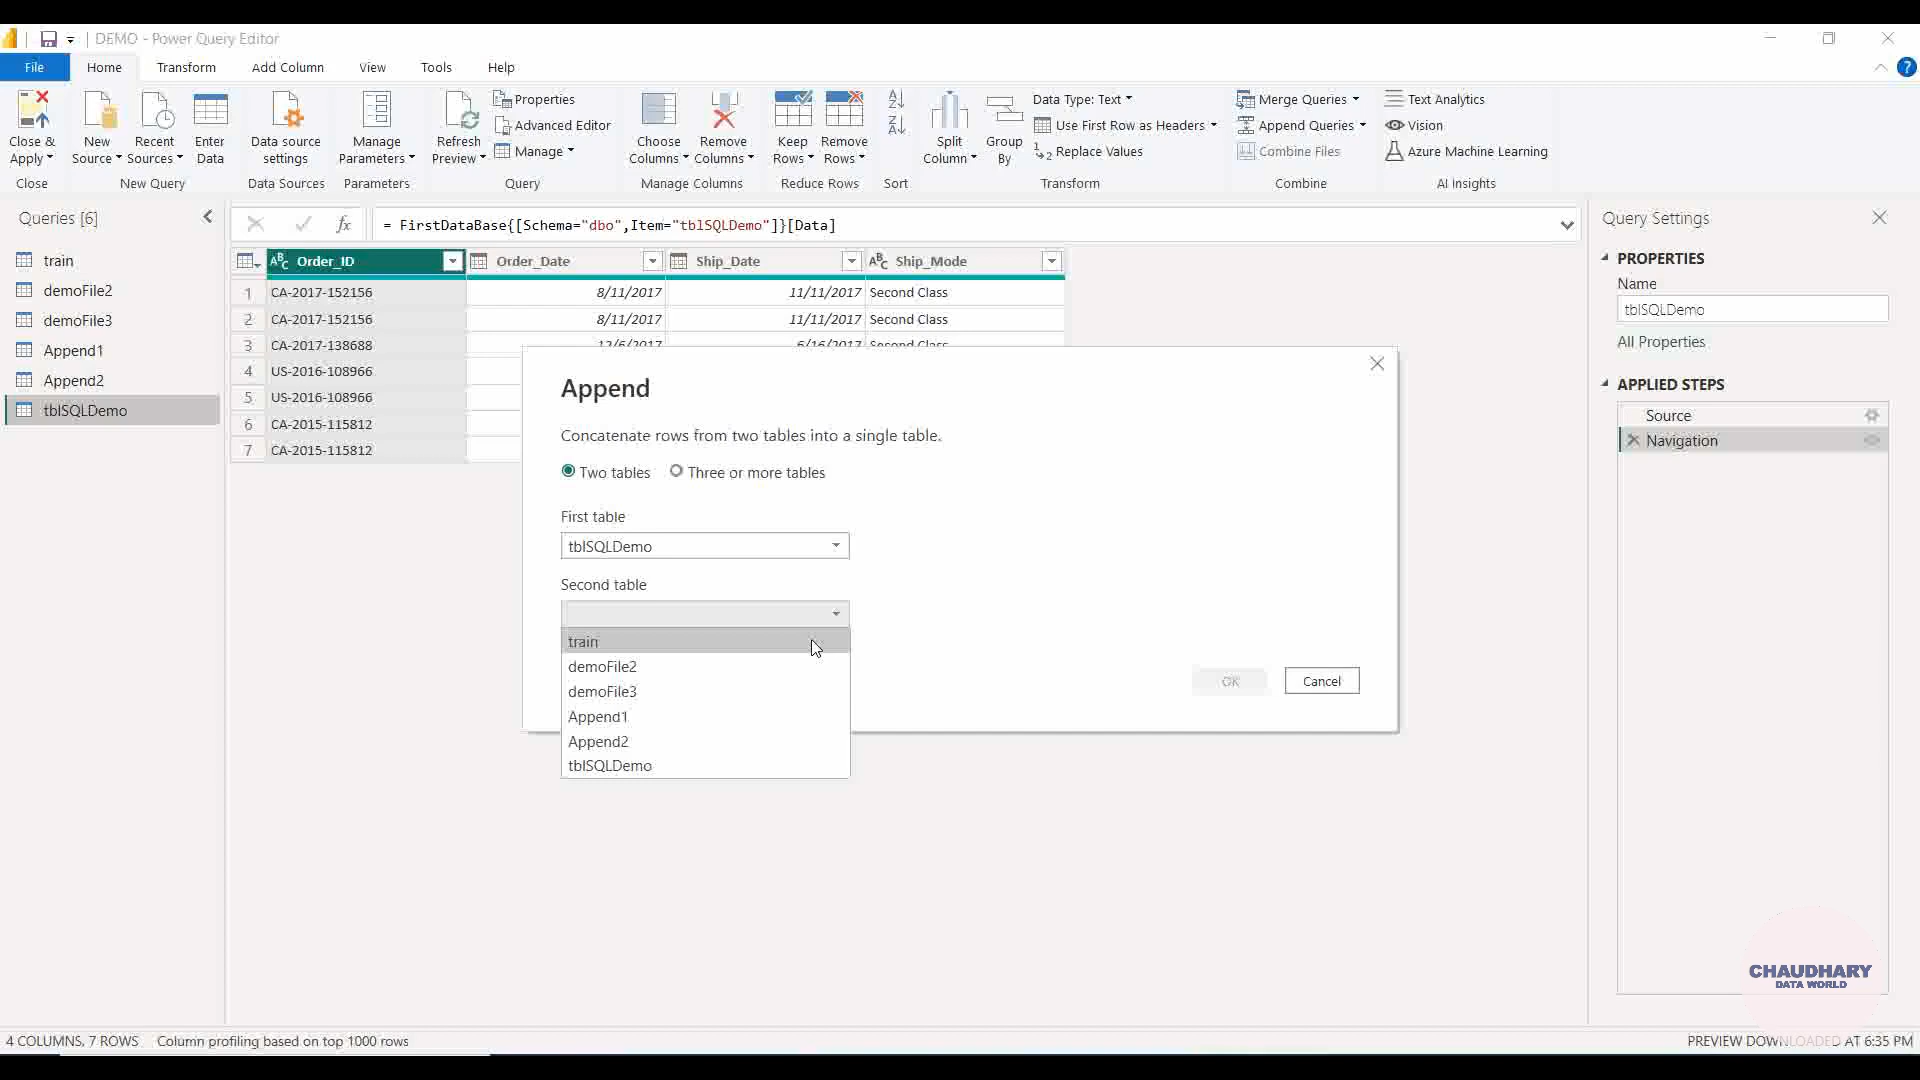 DEMO - Power Query Editor
File
Home
Transform
Add Column
View
Tools
Help
Close & Apply
New Source
Recent Sources
Enter Data
Data source settings
Manage Parameters
Refresh Preview
Properties
Advanced Editor
Manage
Choose Columns
Remove Columns
Keep Rows
Remove Rows
Split Column
Group By
Data Type: Text
Use First Row as Headers
Replace Values
Merge Queries
Append Queries
Combine Files
Text Analytics
Vision
Azure Machine Learning
Close
New Query
Data Sources
Parameters
Query
Manage Columns
Reduce Rows
Sort
Transform
Combine
AI Insights
Queries [6]
train
demoFile2
demoFile3
Append1
Append2
tblSQLDemo
fx
= FirstDataBase{[Schema="dbo",Item="tblSQLDemo"]}[Data]
Order_ID Order_Date Ship_Date Ship_Mode
1 CA-2017-152156 8/11/2017 11/11/2017 Second Class
2 CA-2017-152156 8/11/2017 11/11/2017 Second Class
3 CA-2017-138688 12/6/2017 6/16/2017 Second Class
4 US-2016-108966
5 US-2016-108966
6 CA-2015-115812
7 CA-2015-115812
Append
Concatenate rows from two tables into a single table.
Two tables Three or more tables
First table
tblSQLDemo
Second table
train
demoFile2
demoFile3
Append1
Append2
tblSQLDemo
OK
Cancel
Query Settings
PROPERTIES
Name
tblSQLDemo
All Properties
APPLIED STEPS
Source
Navigation
CHAUDHARY
DATA WORLD
4 COLUMNS, 7 ROWS
Column profiling based on top 1000 rows
PREVIEW DOWNLOADED AT 6:35 PM